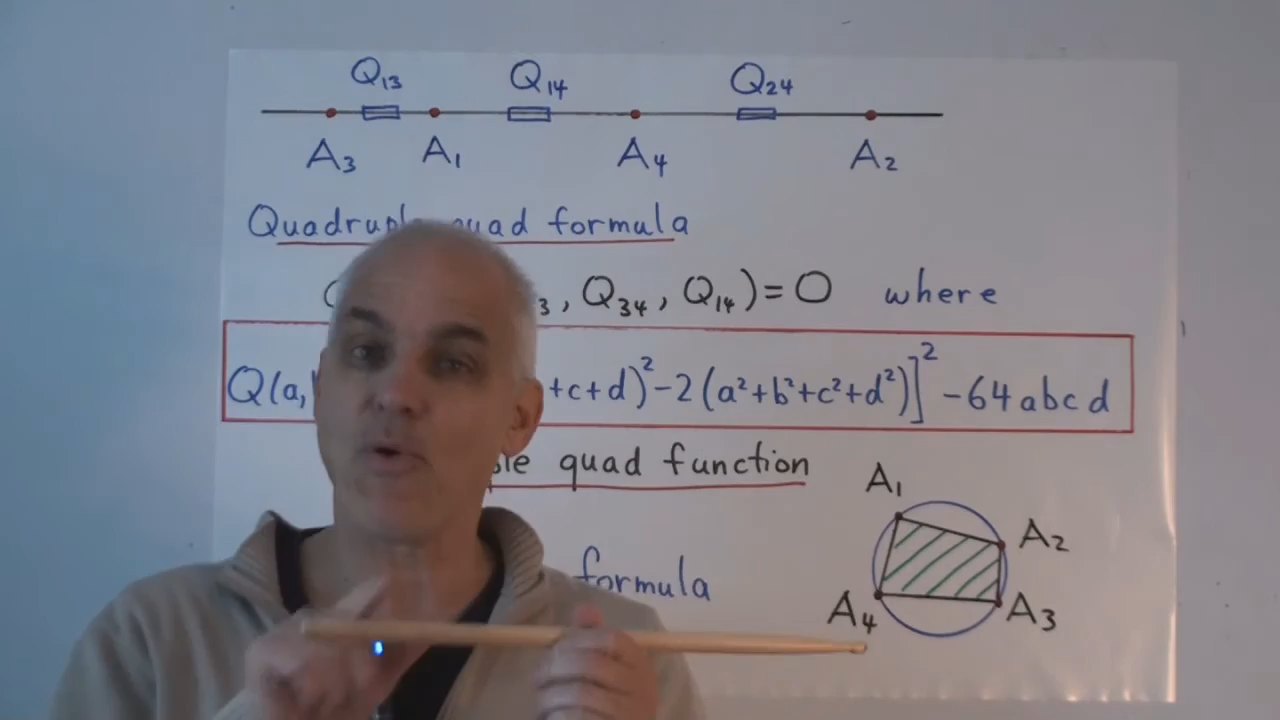 Q₁₃ Q₁₄ Q₂₄
A₃ A₁ A₄ A₂
quad formula
₃, Q₃₄, Q₁₄) = 0 where
Q(a, +c+d)² - 2(a²+b²+c²+d²)]² - 64abcd
quad function
A₁
A₂
formula
A₄ A₃